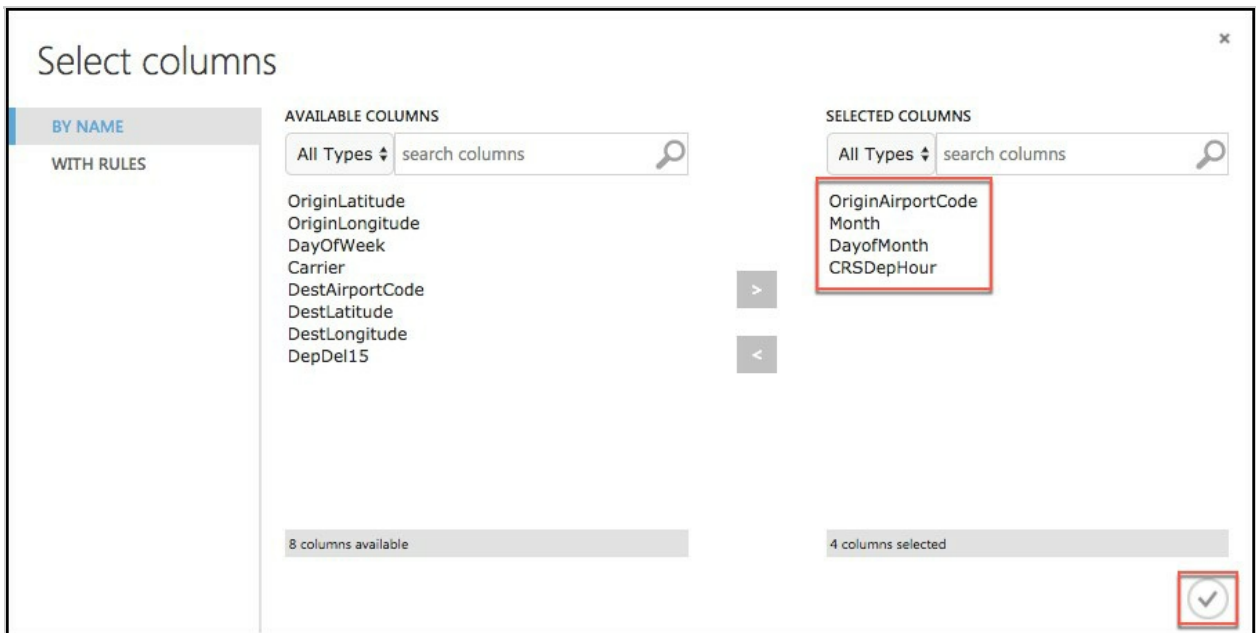 Select columns
×
BY NAME
WITH RULES
AVAILABLE COLUMNS
All Types search columns
OriginLatitude
OriginLongitude
DayOfWeek
Carrier
DestAirportCode
DestLatitude
DestLongitude
DepDel15
8 columns available
>
<
SELECTED COLUMNS
All Types search columns
OriginAirportCode
Month
DayofMonth
CRSDepHour
4 columns selected